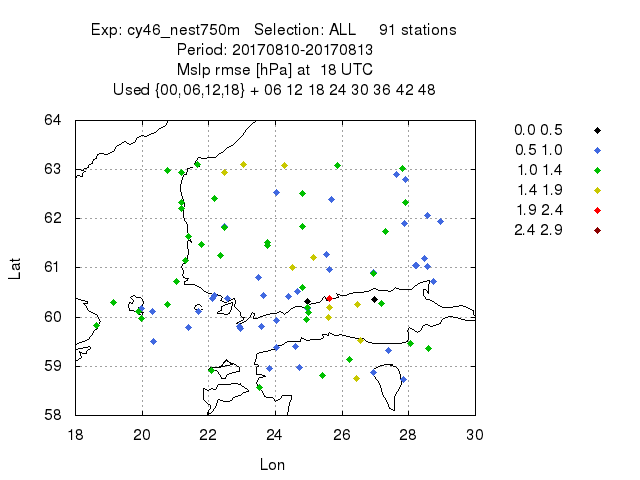 Exp: cy46_nest750m Selection: ALL 91 stations
Period: 20170810-20170813
Mslp rmse [hPa] at 18 UTC
Used {00,06,12,18} + 06 12 18 24 30 36 42 48
64
63
62
61
60
59
58
Lat
18 20 22 24 26 28 30
Lon
0.0 0.5
0.5 1.0
1.0 1.4
1.4 1.9
1.9 2.4
2.4 2.9